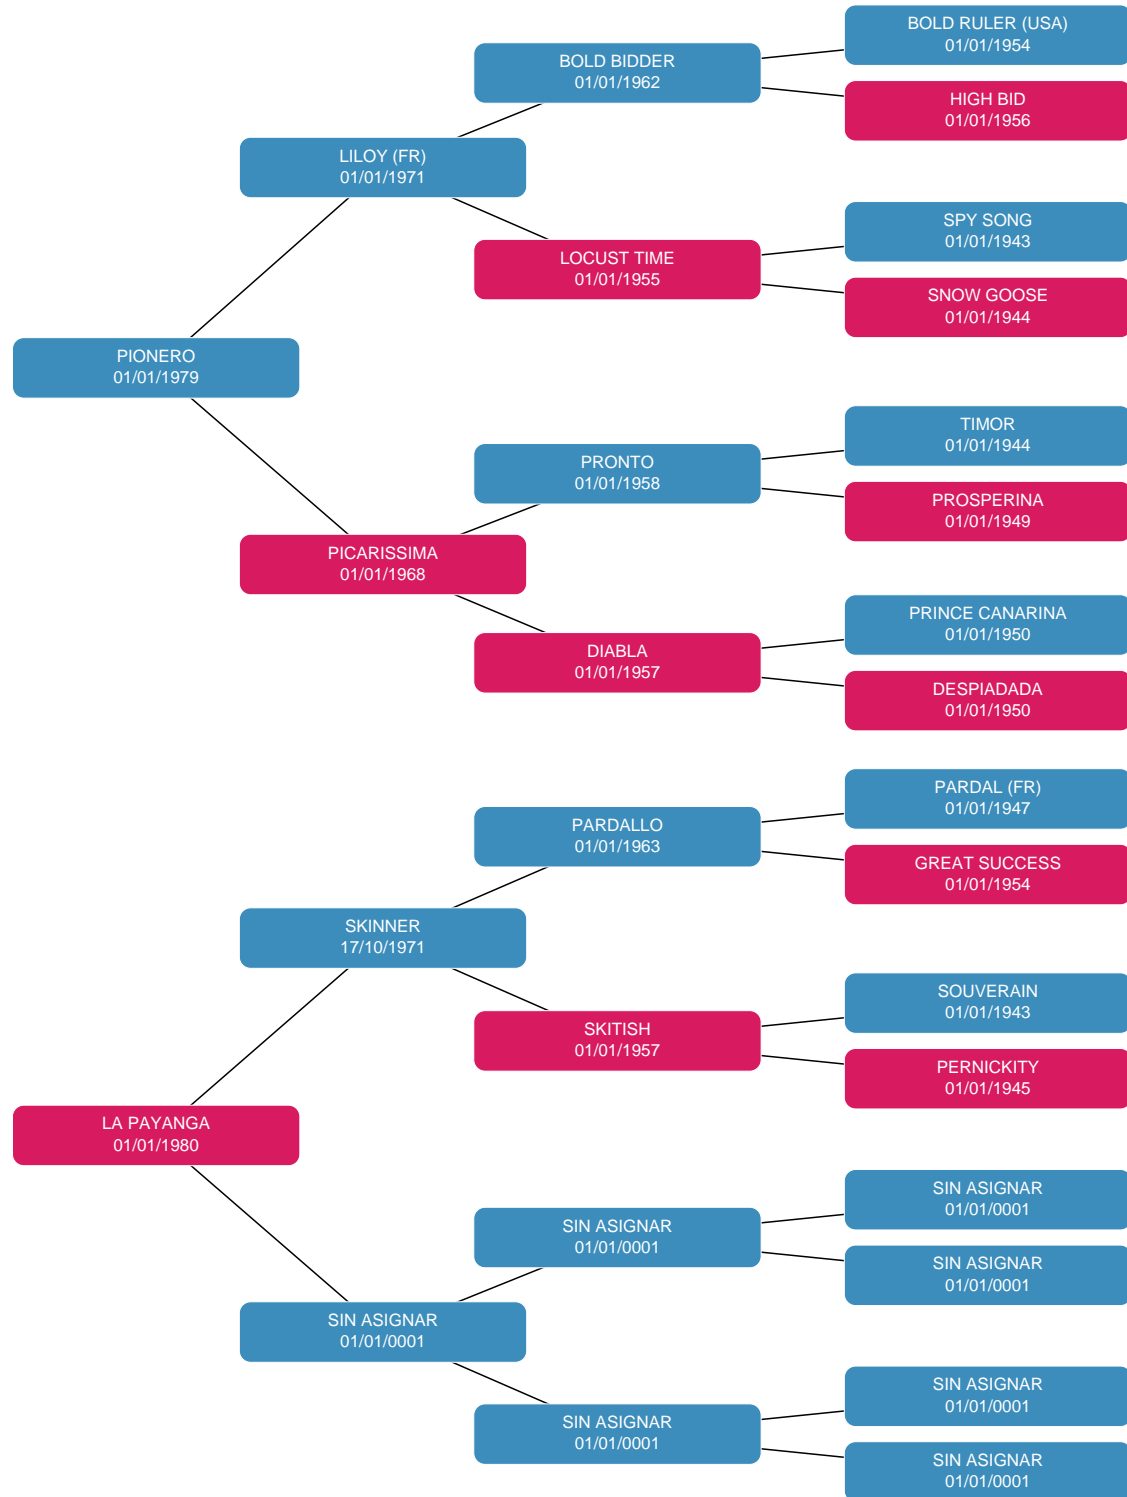 BOLD RULER (USA)
01/01/1954
BOLD BIDDER
01/01/1962
HIGH BID
01/01/1956
LILOY (FR)
01/01/1971
SPY SONG
01/01/1943
LOCUST TIME
01/01/1955
SNOW GOOSE
01/01/1944
PIONERO
01/01/1979
TIMOR
01/01/1944
PRONTO
01/01/1958
PROSPERINA
01/01/1949
PICARISSIMA
01/01/1968
PRINCE CANARINA
01/01/1950
DIABLA
01/01/1957
DESPIADADA
01/01/1950
PARDAL (FR)
01/01/1947
PARDALLO
01/01/1963
GREAT SUCCESS
01/01/1954
SKINNER
17/10/1971
SOUVERAIN
01/01/1943
SKITISH
01/01/1957
PERNICKITY
01/01/1945
LA PAYANGA
01/01/1980
SIN ASIGNAR
01/01/0001
SIN ASIGNAR
01/01/0001
SIN ASIGNAR
01/01/0001
SIN ASIGNAR
01/01/0001
SIN ASIGNAR
01/01/0001
SIN ASIGNAR
01/01/0001
SIN ASIGNAR
01/01/0001